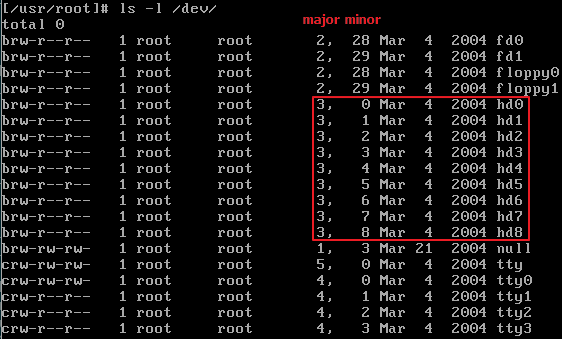 [/usr/root]# ls -l /dev/
major minor
total 0
brw-r--r-- 1 root root 2, 28 Mar 4 2004 fd0
brw-r--r-- 1 root root 2, 29 Mar 4 2004 fd1
brw-r--r-- 1 root root 2, 28 Mar 4 2004 floppy0
brw-r--r-- 1 root root 2, 29 Mar 4 2004 floppy1
brw-r--r-- 1 root root 3, 0 Mar 4 2004 hd0
brw-r--r-- 1 root root 3, 1 Mar 4 2004 hd1
brw-r--r-- 1 root root 3, 2 Mar 4 2004 hd2
brw-r--r-- 1 root root 3, 3 Mar 4 2004 hd3
brw-r--r-- 1 root root 3, 4 Mar 4 2004 hd4
brw-r--r-- 1 root root 3, 5 Mar 4 2004 hd5
brw-r--r-- 1 root root 3, 6 Mar 4 2004 hd6
brw-r--r-- 1 root root 3, 7 Mar 4 2004 hd7
brw-r--r-- 1 root root 3, 8 Mar 4 2004 hd8
brw-rw-rw- 1 root root 1, 3 Mar 21 2004 null
crw-rw-rw- 1 root root 5, 0 Mar 4 2004 tty
crw-rw-rw- 1 root root 4, 0 Mar 4 2004 tty0
crw-rw-r-- 1 root root 4, 1 Mar 4 2004 tty1
crw-rw-r-- 1 root root 4, 2 Mar 4 2004 tty2
crw-rw-r-- 1 root root 4, 3 Mar 4 2004 tty3